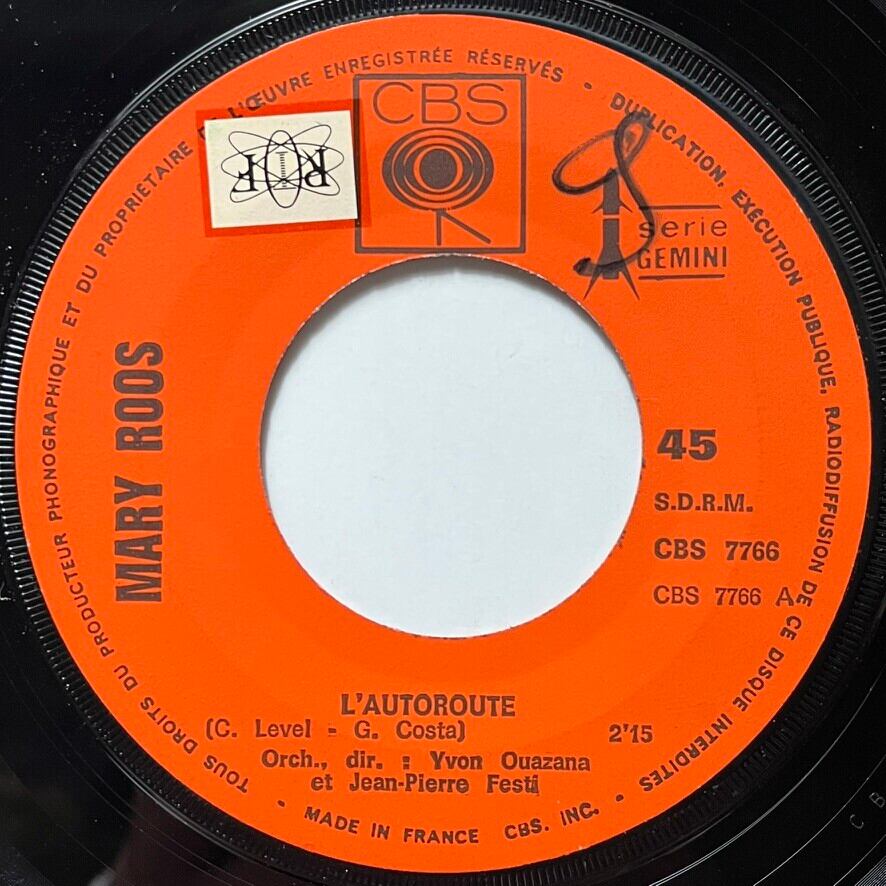 TOUS DROITS DU PRODUCTEUR PHONOGRAPHIQUE ET DU PROPRIÉTAIRE DE L'ŒUVRE ENREGISTRÉE RÉSERVÉS - DUPLICATION, EXÉCUTION PUBLIQUE, RADIODIFFUSION DE CE DISQUE INTERDITES
CBS
serie
GEMINI
MARY ROOS
45
S.D.R.M.
CBS 7766
CBS 7766 A
L'AUTOROUTE
(C. Level - G. Costa) 2'15
Orch., dir. : Yvon Ouazana
et Jean-Pierre Festi
- MADE IN FRANCE CBS. INC. -